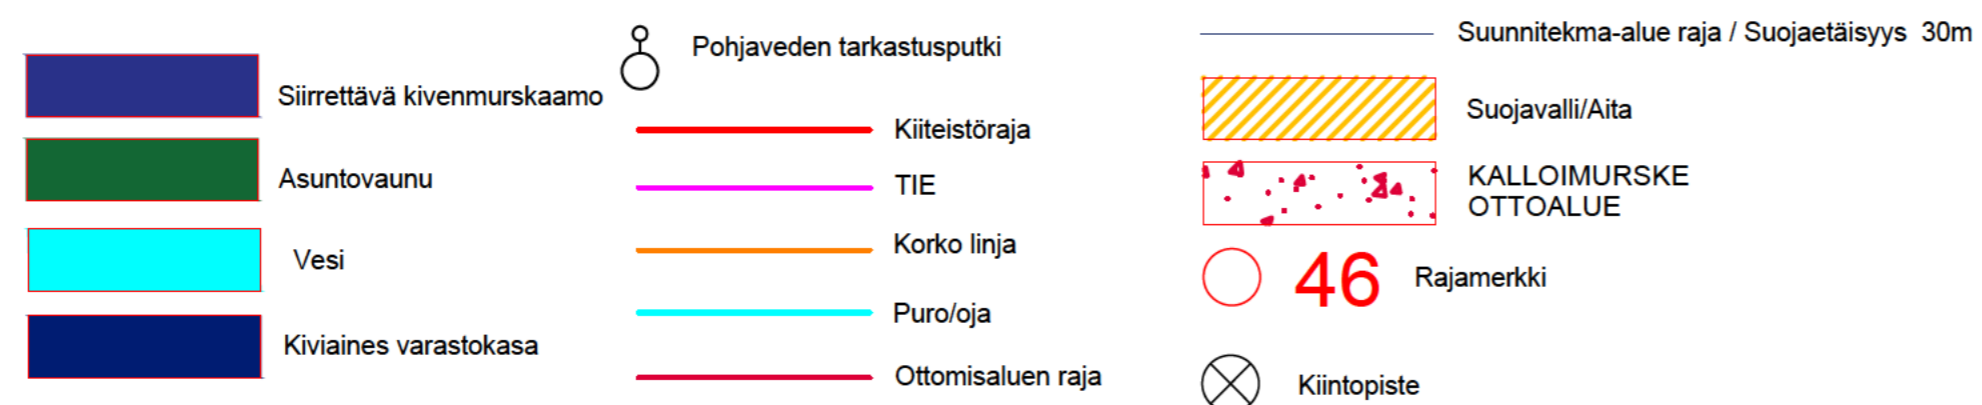 Siirrettävä kivenmurskaamo
Asuntovaunu
Vesi
Kiviaines varastokasa
Pohjaveden tarkastusputki
Kiiteistöraja
TIE
Korko linja
Puro/oja
Ottomisaluen raja
Suunnitekma-alue raja / Suojaetäisyys 30m
Suojavalli/Aita
KALLOIMURSKE
OTTOALUE
46 Rajamerkki
Kiintopiste